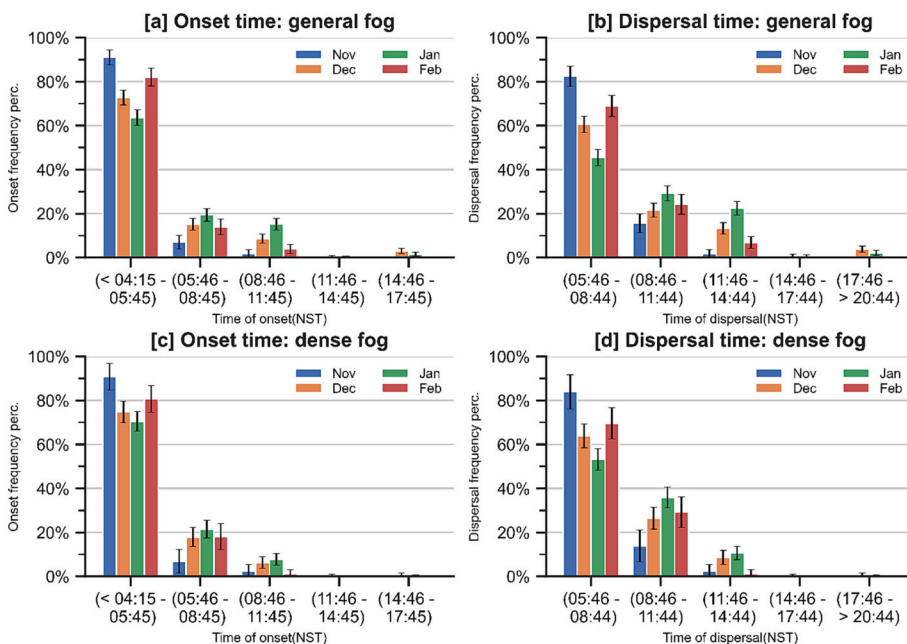 [a] Onset time: general fog
100%
80%
60%
40%
20%
0%
Onset frequency perc.
Nov Jan
Dec Feb
(< 04:15 - (05:46 - (08:46 - (11:46 - (14:46 -
05:45) 08:45) 11:45) 14:45) 17:45)
Time of onset(NST)
[b] Dispersal time: general fog
100%
80%
60%
40%
20%
0%
Dispersal frequency perc.
Nov Jan
Dec Feb
(05:46 - (08:46 - (11:46 - (14:46 - (17:46 -
08:44) 11:44) 14:44) 17:44) > 20:44)
Time of dispersal(NST)
[c] Onset time: dense fog
100%
80%
60%
40%
20%
0%
Onset frequency perc.
Nov Jan
Dec Feb
(< 04:15 - (05:46 - (08:46 - (11:46 - (14:46 -
05:45) 08:45) 11:45) 14:45) 17:45)
Time of onset(NST)
[d] Dispersal time: dense fog
100%
80%
60%
40%
20%
0%
Dispersal frequency perc.
Nov Jan
Dec Feb
(05:46 - (08:46 - (11:46 - (14:46 - (17:46 -
08:44) 11:44) 14:44) 17:44) > 20:44)
Time of dispersal(NST)